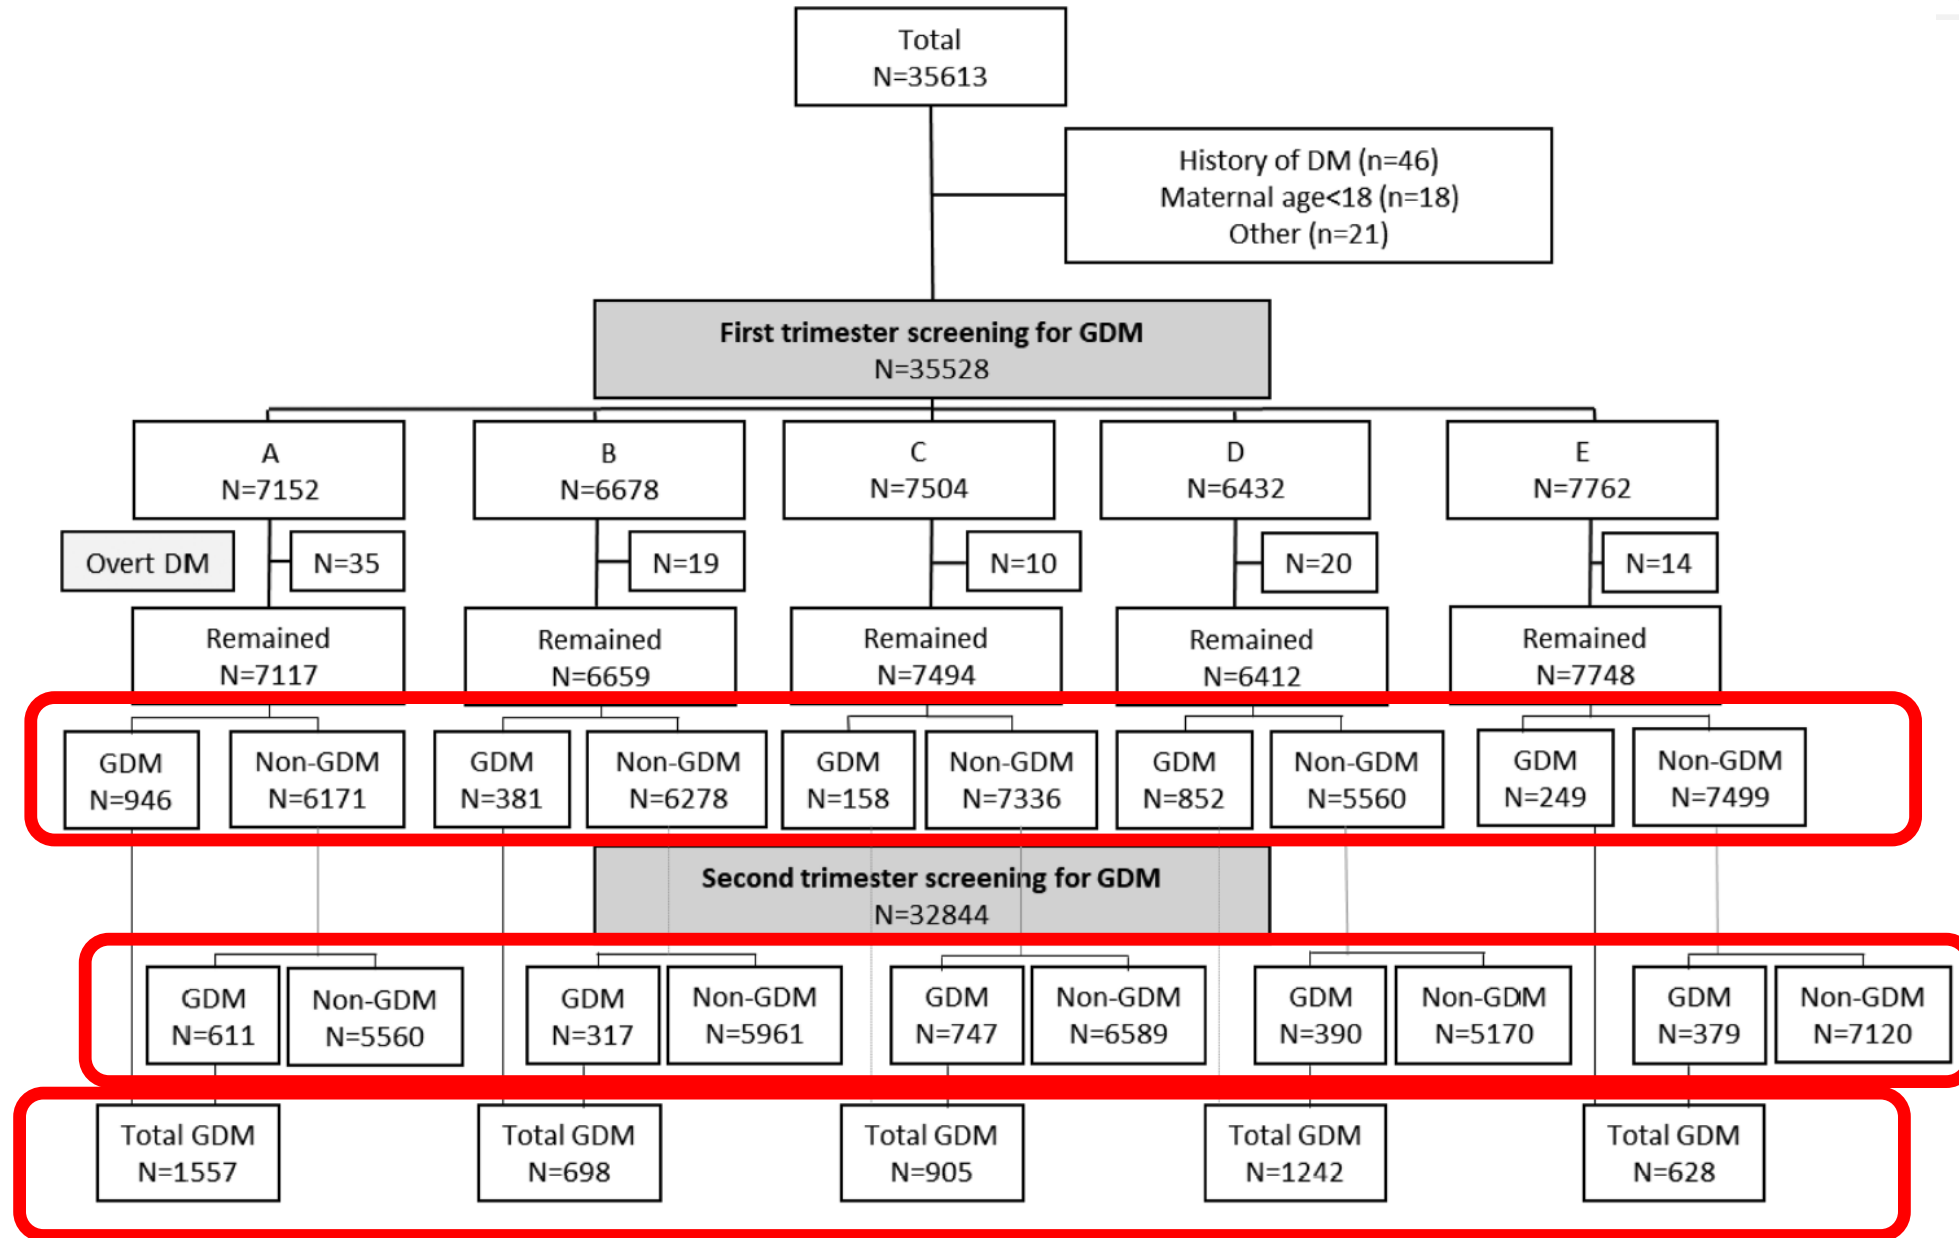 Total
N=35613
History of DM (n=46)
Maternal age<18 (n=18)
Other (n=21)
First trimester screening for GDM
N=35528
A
N=7152
B
N=6678
C
N=7504
D
N=6432
E
N=7762
Overt DM
N=35
N=19
N=10
N=20
N=14
Remained
N=7117
Remained
N=6659
Remained
N=7494
Remained
N=6412
Remained
N=7748
GDM
N=946
Non-GDM
N=6171
GDM
N=381
Non-GDM
N=6278
GDM
N=158
Non-GDM
N=7336
GDM
N=852
Non-GDM
N=5560
GDM
N=249
Non-GDM
N=7499
Second trimester screening for GDM
N=32844
GDM
N=611
Non-GDM
N=5560
GDM
N=317
Non-GDM
N=5961
GDM
N=747
Non-GDM
N=6589
GDM
N=390
Non-GDM
N=5170
GDM
N=379
Non-GDM
N=7120
Total GDM
N=1557
Total GDM
N=698
Total GDM
N=905
Total GDM
N=1242
Total GDM
N=628